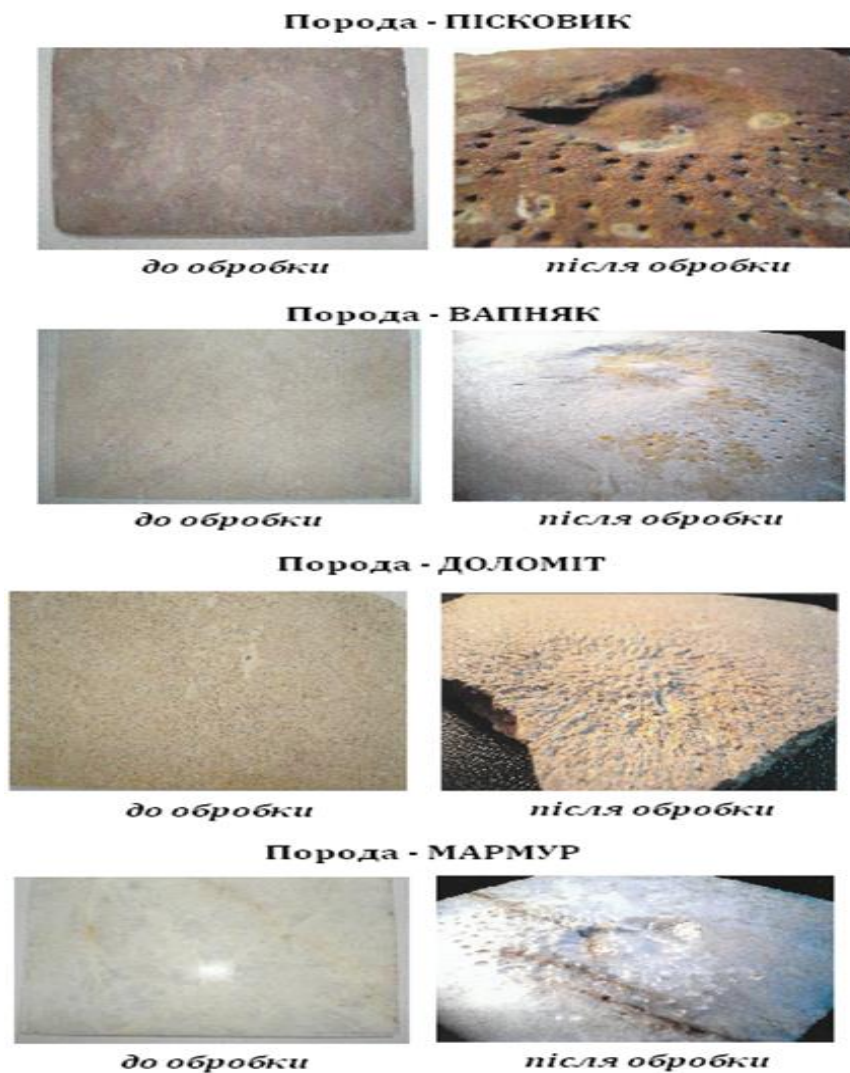 Порода - ПІСКОВИК
до обробки після обробки
Порода - ВАПНЯК
до обробки після обробки
Порода - ДОЛОМІТ
до обробки після обробки
Порода - МАРМУР
до обробки після обробки